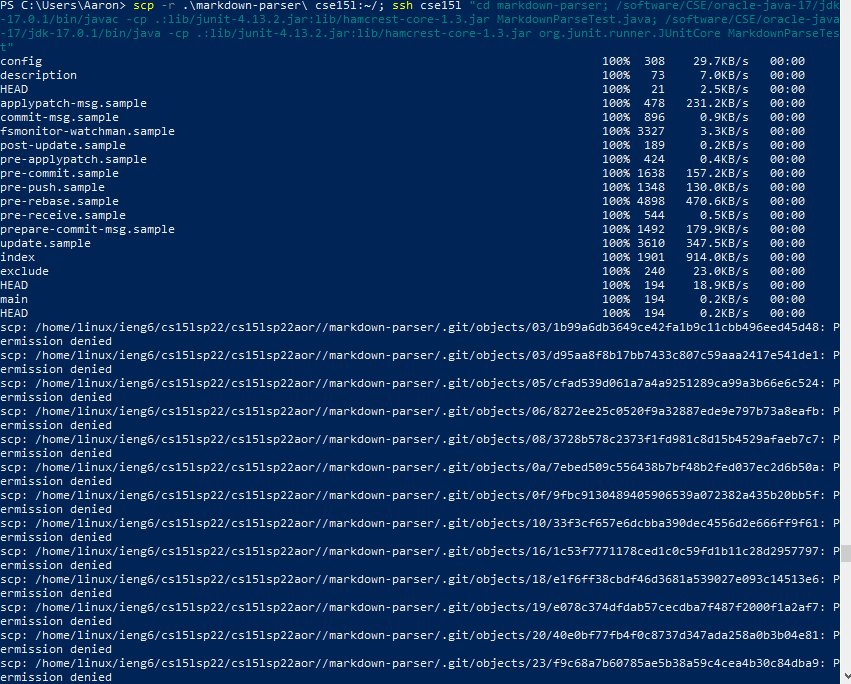 PS C:\Users\Aaron> scp -r .\markdown-parser\ cse15l:~/; ssh cse15l "cd markdown-parser; /software/CSE/oracle-java-17/jdk
-17.0.1/bin/javac -cp .:lib/junit-4.13.2.jar:lib/hamcrest-core-1.3.jar MarkdownParseTest.java; /software/CSE/oracle-java
-17/jdk-17.0.1/bin/java -cp .:lib/junit-4.13.2.jar:lib/hamcrest-core-1.3.jar org.junit.runner.JUnitCore MarkdownParseTes
t"
config 100% 308 29.7KB/s 00:00
description 100% 73 7.0KB/s 00:00
HEAD 100% 21 2.5KB/s 00:00
applypatch-msg.sample 100% 478 231.2KB/s 00:00
commit-msg.sample 100% 896 0.9KB/s 00:00
fsmonitor-watchman.sample 100% 3327 3.3KB/s 00:00
post-update.sample 100% 189 0.2KB/s 00:00
pre-applypatch.sample 100% 424 0.4KB/s 00:00
pre-commit.sample 100% 1638 157.2KB/s 00:00
pre-push.sample 100% 1348 130.0KB/s 00:00
pre-rebase.sample 100% 4898 470.6KB/s 00:00
pre-receive.sample 100% 544 0.5KB/s 00:00
prepare-commit-msg.sample 100% 1492 179.9KB/s 00:00
update.sample 100% 3610 347.5KB/s 00:00
index 100% 1901 914.0KB/s 00:00
exclude 100% 240 23.0KB/s 00:00
HEAD 100% 194 18.9KB/s 00:00
main 100% 194 0.2KB/s 00:00
HEAD 100% 194 0.2KB/s 00:00
scp: /home/linux/ieng6/cs15lsp22/cs15lsp22aor//markdown-parser/.git/objects/03/1b99a6db3649ce42fa1b9c11cbb496eed45d48: P
ermission denied
scp: /home/linux/ieng6/cs15lsp22/cs15lsp22aor//markdown-parser/.git/objects/03/d95aa8f8b17bb7433c807c59aaa2417e541de1: P
ermission denied
scp: /home/linux/ieng6/cs15lsp22/cs15lsp22aor//markdown-parser/.git/objects/05/cfad539d061a7a4a9251289ca99a3b66e6c524: P
ermission denied
scp: /home/linux/ieng6/cs15lsp22/cs15lsp22aor//markdown-parser/.git/objects/06/8272ee25c0520f9a32887ede9e797b73a8eafb: P
ermission denied
scp: /home/linux/ieng6/cs15lsp22/cs15lsp22aor//markdown-parser/.git/objects/08/3728b578c2373f1fd981c8d15b4529afaeb7c7: P
ermission denied
scp: /home/linux/ieng6/cs15lsp22/cs15lsp22aor//markdown-parser/.git/objects/0a/7ebed509c556438b7bf48b2fed037ec2d6b50a: P
ermission denied
scp: /home/linux/ieng6/cs15lsp22/cs15lsp22aor//markdown-parser/.git/objects/0f/9fbc9130489405906539a072382a435b20bb5f: P
ermission denied
scp: /home/linux/ieng6/cs15lsp22/cs15lsp22aor//markdown-parser/.git/objects/10/33f3cf657e6dcbba390dec4556d2e666ff9f61: P
ermission denied
scp: /home/linux/ieng6/cs15lsp22/cs15lsp22aor//markdown-parser/.git/objects/16/1c53f7771178ced1c0c59fd1b11c28d2957797: P
ermission denied
scp: /home/linux/ieng6/cs15lsp22/cs15lsp22aor//markdown-parser/.git/objects/18/e1f6ff38cbdf46d3681a539027e093c14513e6: P
ermission denied
scp: /home/linux/ieng6/cs15lsp22/cs15lsp22aor//markdown-parser/.git/objects/19/e078c374dfdab57cecdba7f487f2000f1a2af7: P
ermission denied
scp: /home/linux/ieng6/cs15lsp22/cs15lsp22aor//markdown-parser/.git/objects/20/40e0bf77fb4f0c8737d347ada258a0b3b04e81: P
ermission denied
scp: /home/linux/ieng6/cs15lsp22/cs15lsp22aor//markdown-parser/.git/objects/23/f9c68a7b60785ae5b38a59c4cea4b30c84dba9: P
ermission denied